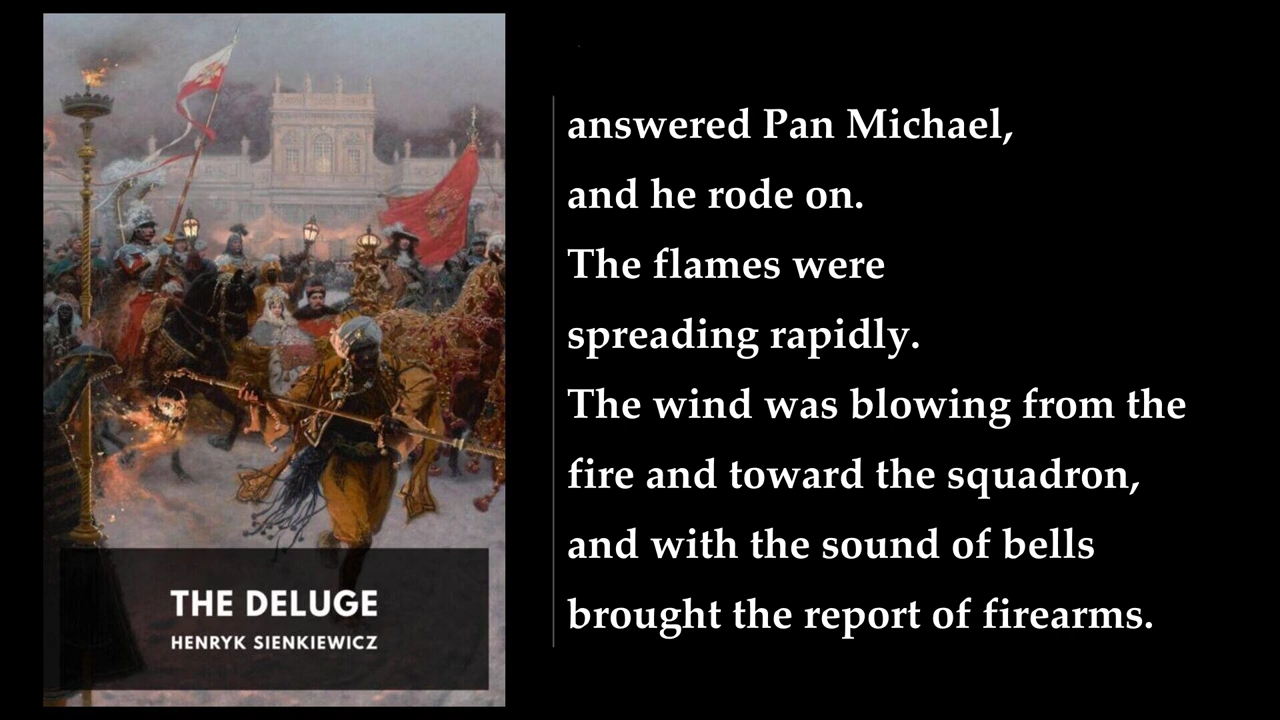 THE DELUGE
HENRYK SIENKIEWICZ
answered Pan Michael,
and he rode on.
The flames were
spreading rapidly.
The wind was blowing from the
fire and toward the squadron,
and with the sound of bells
brought the report of firearms.